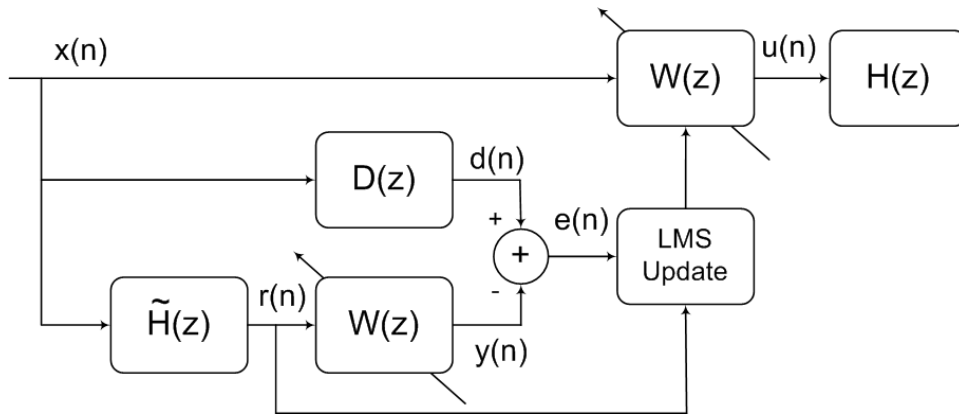 x(n)
W(z)
u(n)
H(z)
D(z)
d(n)
+
e(n)
+
-
LMS
Update
H̃(z)
r(n)
W(z)
y(n)